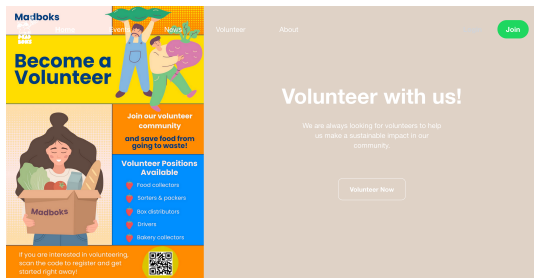 Madboks
Events
News
Volunteer
About
Join
Become a
Volunteer
Join our volunteer
community
and save food from
going to waste!
Volunteer Positions
Available
Food collectors
Sorters & packers
Box distributors
Drivers
Bakery collectors
Madboks
If you are interested in volunteering,
scan the code to register and get
started right away!
Volunteer with us!
We are always looking for volunteers to help
us make a sustainable impact in our
community.
Volunteer Now